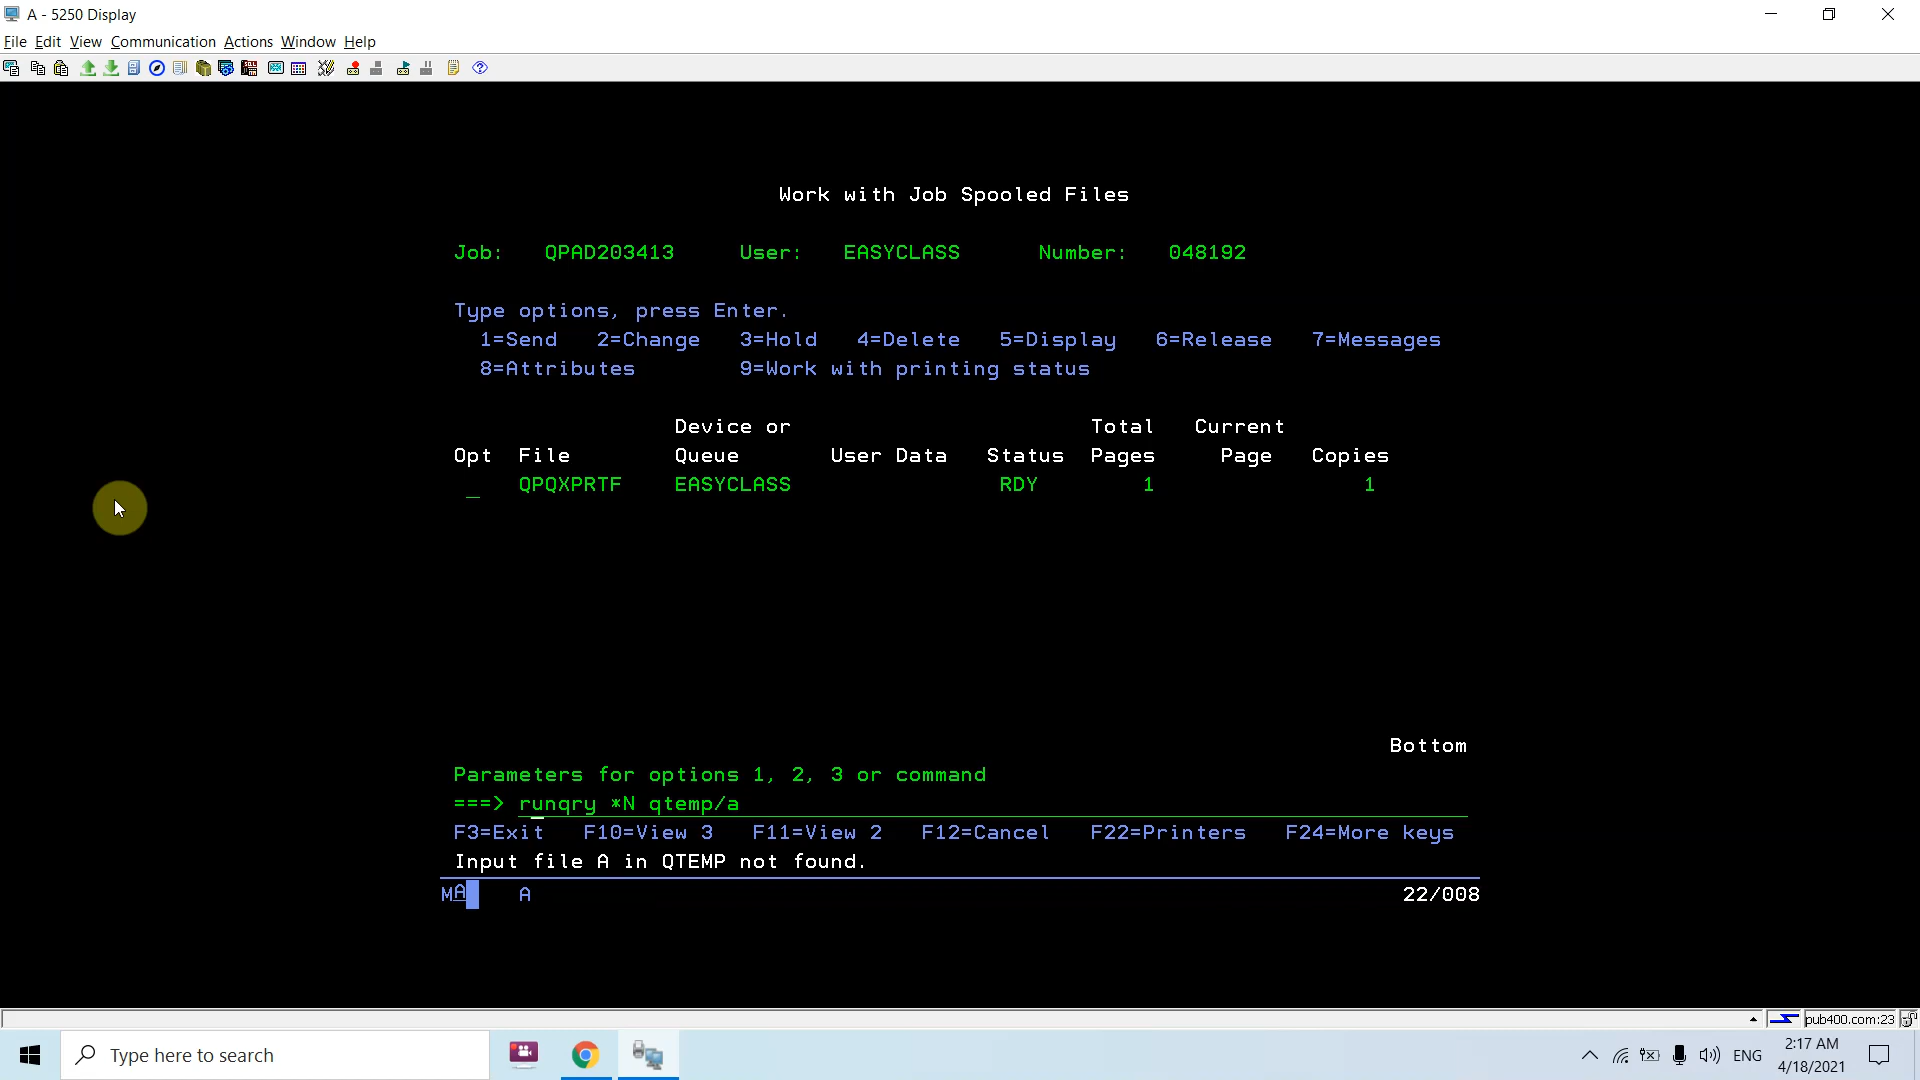 A - 5250 Display
File Edit View Communication Actions Window Help
Work with Job Spooled Files
Job: QPAD203413 User: EASYCLASS Number: 048192
Type options, press Enter.
1=Send 2=Change 3=Hold 4=Delete 5=Display 6=Release 7=Messages
8=Attributes 9=Work with printing status
Device or Total Current
Opt File Queue User Data Status Pages Page Copies
_ QPQXPRTF EASYCLASS RDY 1 1
Bottom
Parameters for options 1, 2, 3 or command
===> runqry *N qtemp/a
F3=Exit F10=View 3 F11=View 2 F12=Cancel F22=Printers F24=More keys
Input file A in QTEMP not found.
MA A 22/008
pub400.com:23
Type here to search
ENG
2:17 AM
4/18/2021